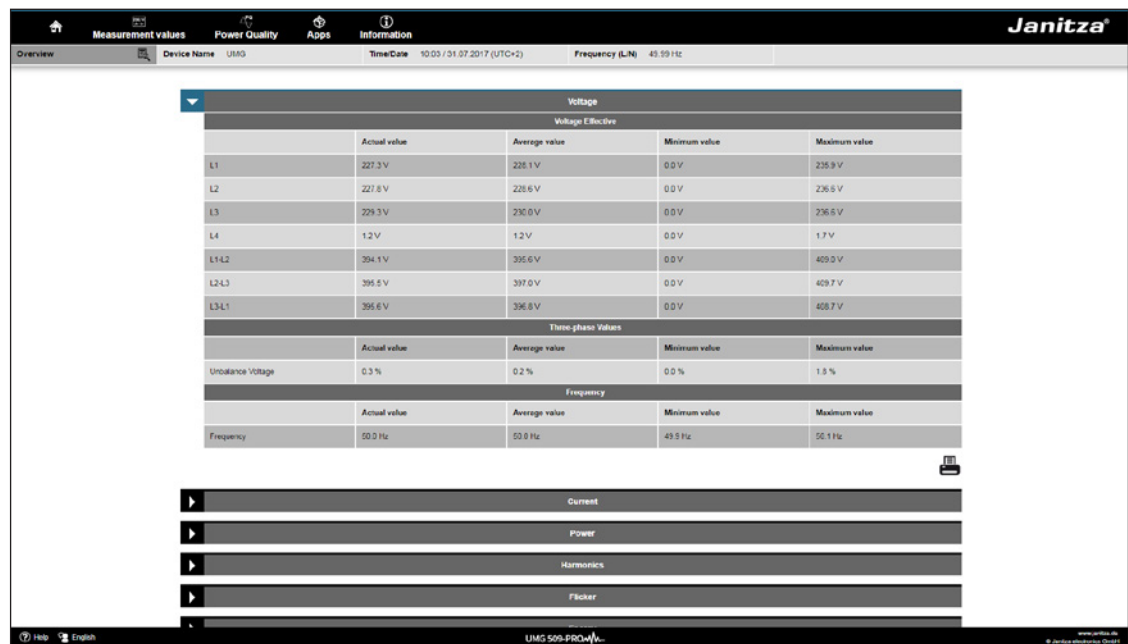 Measurement values Power Quality Apps Information Janitza®
Overview Device Name UMG Time/Date 10:03 / 31.07.2017 (UTC+2) Frequency (L/N) 49.99 Hz
Voltage
Voltage Effective
Actual value Average value Minimum value Maximum value
L1 227.3 V 228.1 V 0.0 V 235.9 V
L2 227.8 V 228.6 V 0.0 V 236.6 V
L3 229.3 V 230.0 V 0.0 V 236.6 V
L4 1.2 V 1.2 V 0.0 V 1.7 V
L1-L2 394.1 V 395.6 V 0.0 V 409.0 V
L2-L3 395.5 V 397.0 V 0.0 V 409.7 V
L3-L1 395.6 V 396.8 V 0.0 V 408.7 V
Three-phase Values
Actual value Average value Minimum value Maximum value
Unbalance Voltage 0.3 % 0.2 % 0.0 % 1.8 %
Frequency
Actual value Average value Minimum value Maximum value
Frequency 50.0 Hz 50.0 Hz 49.9 Hz 50.1 Hz
Current
Power
Harmonics
Flicker
Help English UMG 509-PRO www.janitza.de
© Janitza electronics GmbH